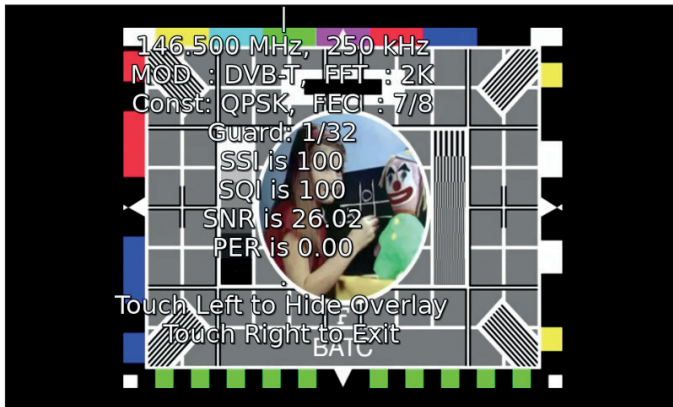 146.500 MHz, 250 kHz
MOD : DVB-T, FFT : 2K
Const: QPSK, FEC : 7/8
Guard: 1/32
SSI is 100
SQI is 100
SNR is 26.02
PER is 0.00
.
Touch Left to Hide Overlay
F
Touch Right to Exit
BATC